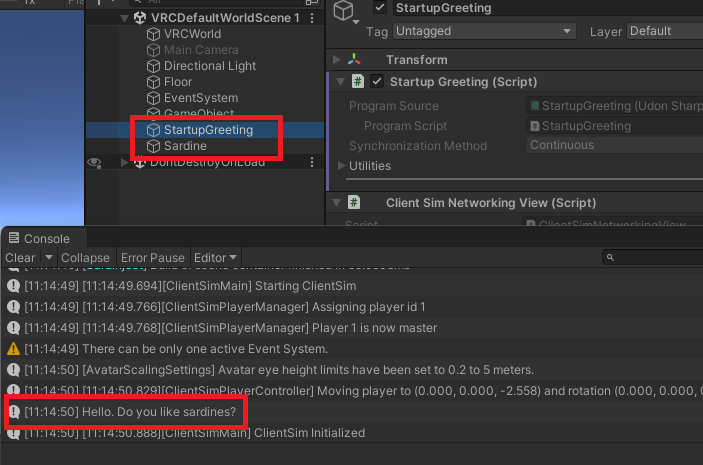 1x
All
VRCDefaultWorldScene 1
VRCWorld
Main Camera
Directional Light
Floor
EventSystem
GameObject
StartupGreeting
Sardine
DontDestroyOnLoad
StartupGreeting
Tag Untagged Layer Default
Transform
# Startup Greeting (Script)
Program Source StartupGreeting (Udon Sharp
Program Script StartupGreeting
Synchronization Method Continuous
Utilities
# Client Sim Networking View (Script)
Script ClientSimNetworkingView
Console
Clear Collapse Error Pause Editor
[11:14:49] [11:14:49.694][ClientSimMain] Starting ClientSim
[11:14:49] [11:14:49.766][ClientSimPlayerManager] Assigning player id 1
[11:14:49] [11:14:49.768][ClientSimPlayerManager] Player 1 is now master
[11:14:49] There can be only one active Event System.
[11:14:50] [AvatarScalingSettings] Avatar eye height limits have been set to 0.2 to 5 meters.
[11:14:50] [11:14:50.829][ClientSimPlayerController] Moving player to (0.000, 0.000, -2.558) and rotation (0.000, 0.000, 0.
[11:14:50] Hello. Do you like sardines?
[11:14:50] [11:14:50.888][ClientSimMain] ClientSim Initialized